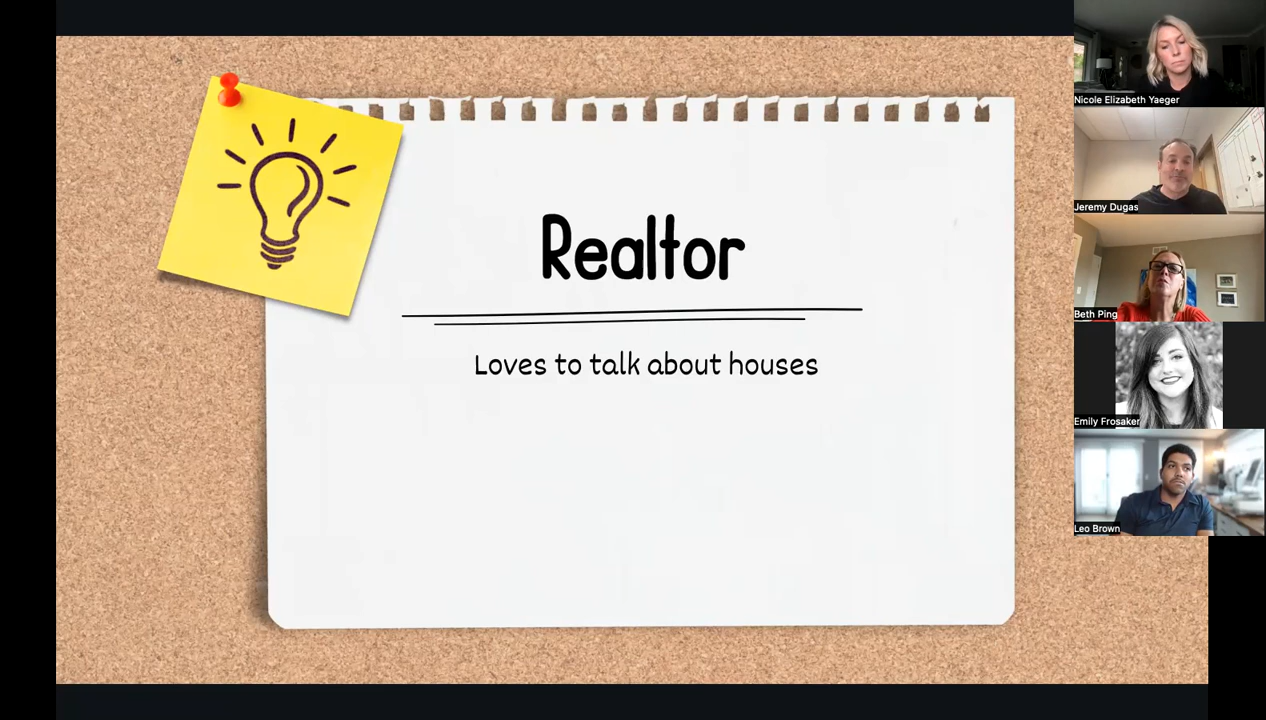 Realtor
Loves to talk about houses
Nicole Elizabeth Yaeger
Jeremy Dugas
Beth Ping
Emily Frosaker
Leo Brown